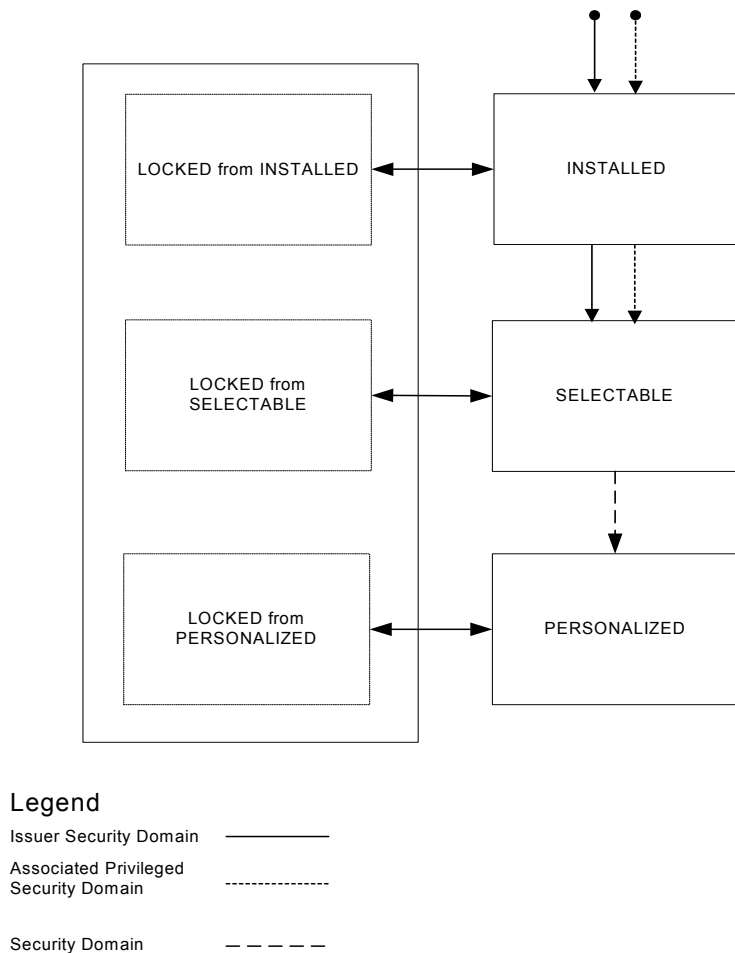 LOCKED from INSTALLED
INSTALLED
LOCKED from
SELECTABLE
SELECTABLE
LOCKED from
PERSONALIZED
PERSONALIZED
Legend
Issuer Security Domain
Associated Privileged
Security Domain
Security Domain